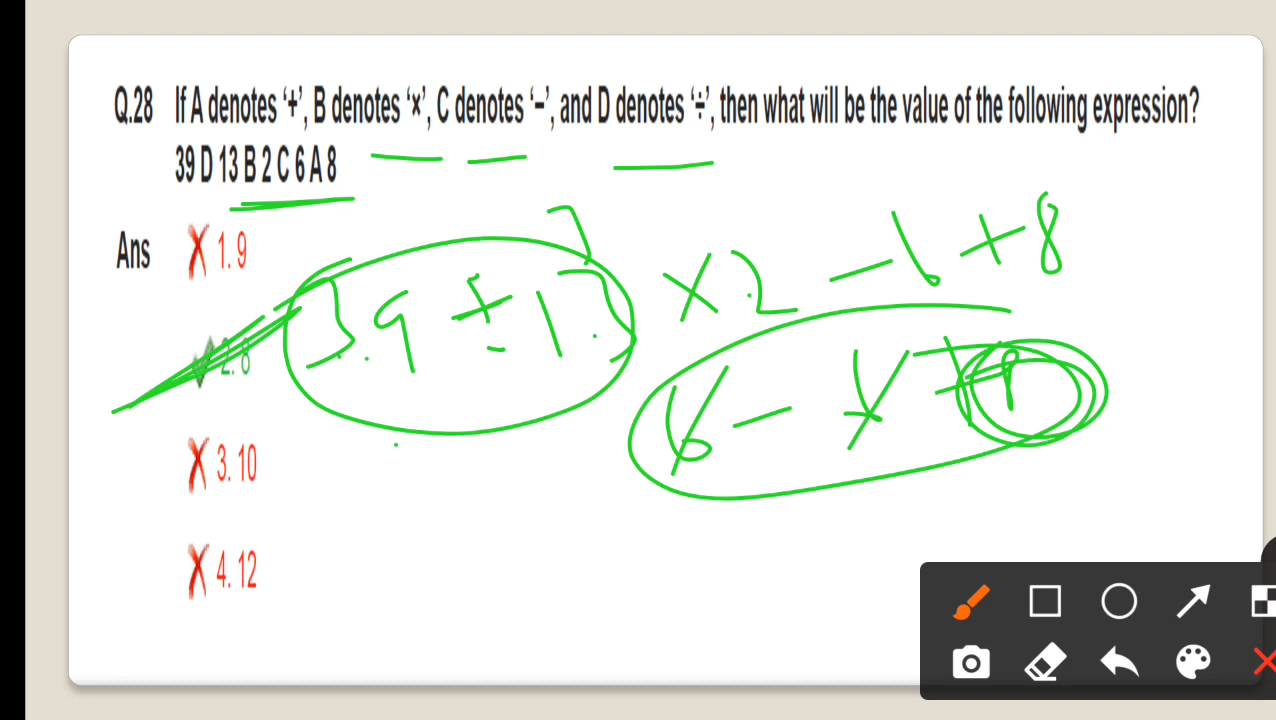 Q.28 If A denotes ‘+’, B denotes ‘×’, C denotes ‘−’, and D denotes ‘÷’, then what will be the value of the following expression?
39 D 13 B 2 C 6 A 8
Ans 1. 9
2. 8
3. 10
4. 12
3
39 ÷ 13 × 2 − 6 + 8
6 − 6 + 8